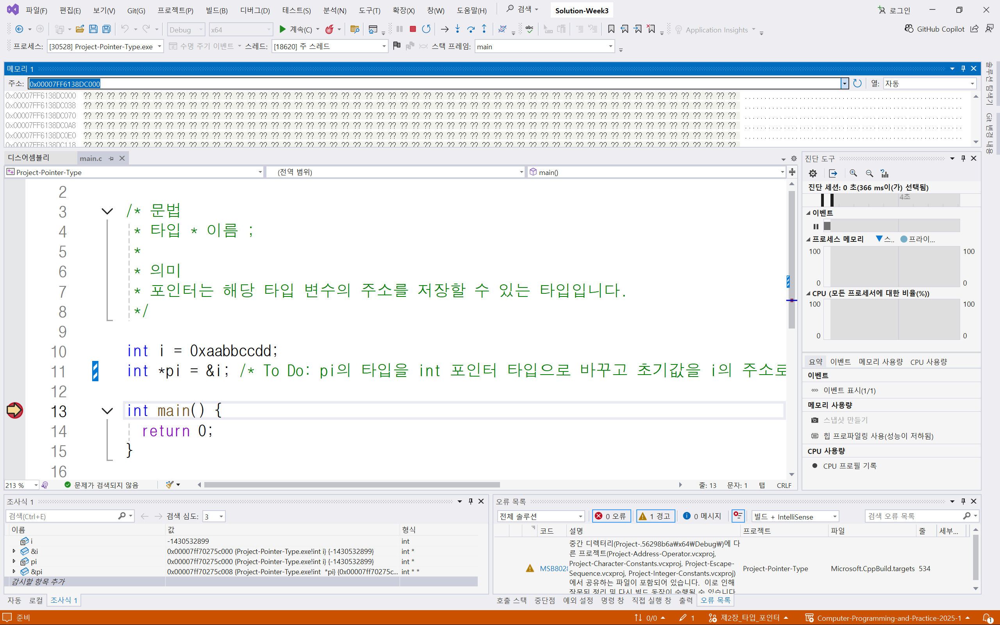 파일(F) 편집(E) 보기(V) Git(G) 프로젝트(P) 빌드(B) 디버그(D) 테스트(S) 분석(N) 도구(T) 확장(X) 창(W) 도움말(H) 검색 Solution-Week3 로그인
Debug x64 계속(C) Application Insights GitHub Copilot
프로세스: [30528] Project-Pointer-Type.exe 수명 주기 이벤트 스레드: [18620] 주 스레드 스택 프레임: main
메모리 1
주소: 0x00007FF6138DC000 열: 자동
0x00007FF6138DC000 ?? ?? ?? ?? ?? ?? ?? ?? ?? ?? ?? ?? ?? ?? ?? ?? ?? ?? ?? ?? ?? ?? ?? ?? ?? ?? ?? ?? ?? ?? ?? ?? ?? ?? ?? ?? ?? ?? ?? ?? ?? ?? ?? ?? ?? ?? ?? ?? ?? ?? ?? ?? ?? ?? ?? ?? ........................................................
0x00007FF6138DC038 ?? ?? ?? ?? ?? ?? ?? ?? ?? ?? ?? ?? ?? ?? ?? ?? ?? ?? ?? ?? ?? ?? ?? ?? ?? ?? ?? ?? ?? ?? ?? ?? ?? ?? ?? ?? ?? ?? ?? ?? ?? ?? ?? ?? ?? ?? ?? ?? ?? ?? ?? ?? ?? ?? ?? ?? ........................................................
0x00007FF6138DC070 ?? ?? ?? ?? ?? ?? ?? ?? ?? ?? ?? ?? ?? ?? ?? ?? ?? ?? ?? ?? ?? ?? ?? ?? ?? ?? ?? ?? ?? ?? ?? ?? ?? ?? ?? ?? ?? ?? ?? ?? ?? ?? ?? ?? ?? ?? ?? ?? ?? ?? ?? ?? ?? ?? ?? ?? ........................................................
0x00007FF6138DC0A8 ?? ?? ?? ?? ?? ?? ?? ?? ?? ?? ?? ?? ?? ?? ?? ?? ?? ?? ?? ?? ?? ?? ?? ?? ?? ?? ?? ?? ?? ?? ?? ?? ?? ?? ?? ?? ?? ?? ?? ?? ?? ?? ?? ?? ?? ?? ?? ?? ?? ?? ?? ?? ?? ?? ?? ?? ........................................................
0x00007FF6138DC0E0 ?? ?? ?? ?? ?? ?? ?? ?? ?? ?? ?? ?? ?? ?? ?? ?? ?? ?? ?? ?? ?? ?? ?? ?? ?? ?? ?? ?? ?? ?? ?? ?? ?? ?? ?? ?? ?? ?? ?? ?? ?? ?? ?? ?? ?? ?? ?? ?? ?? ?? ?? ?? ?? ?? ?? ?? ........................................................
0x00007FF6138DC118 ?? ?? ?? ?? ?? ?? ?? ?? ?? ?? ?? ?? ?? ?? ?? ?? ?? ?? ?? ?? ?? ?? ?? ?? ?? ?? ?? ?? ?? ?? ?? ?? ?? ?? ?? ?? ?? ?? ?? ?? ?? ?? ?? ?? ?? ?? ?? ?? ?? ?? ?? ?? ?? ?? ?? ??
솔루션 탐색기
Git 변경 내용
디스어셈블리 main.c
Project-Pointer-Type (전역 범위) main()
2
3 /* 문법
4 * 타입 * 이름 ;
5 *
6 * 의미
7 * 포인터는 해당 타입 변수의 주소를 저장할 수 있는 타입입니다.
8 */
9
10 int i = 0xaabbccdd;
11 int *pi = &i; /* To Do: pi의 타입을 int 포인터 타입으로 바꾸고 초기값을 i의 주소로
12
13 int main() {
14 return 0;
15 }
16
213 % 문제가 검색되지 않음 줄: 13 문자: 1 탭 CRLF
진단 도구
진단 세션: 0 초(366 ms이(가) 선택됨)
4초
이벤트
프로세스 메모리 스.. 프라이...
100 100
0 0
CPU (모든 프로세서에 대한 비율(%))
100 100
0 0
요약 이벤트 메모리 사용량 CPU 사용량
이벤트
이벤트 표시(1/1)
메모리 사용량
스냅샷 만들기
힙 프로파일링 사용(성능이 저하됨)
CPU 사용량
CPU 프로필 기록
조사식 1
검색(Ctrl+E) 검색 심도: 3
이름 값 형식
i -1430532899 int
&i 0x00007ff70275c000 {Project-Pointer-Type.exe!int i} {-1430532899} int *
pi 0x00007ff70275c000 {Project-Pointer-Type.exe!int i} {-1430532899} int *
&pi 0x00007ff70275c008 {Project-Pointer-Type.exe!int *pi} {0x00007ff70275c... int * *
감시할 항목 추가
자동 로컬 조사식 1
오류 목록
전체 솔루션 0 오류 1 경고 0 메시지 빌드 + IntelliSense 검색 오류 목록
코드 설명 프로젝트 파일 줄 세부...
MSB8028 중간 디렉터리(Project-.56298b6a₩x64₩Debug₩)에 다
른 프로젝트(Project-Address-Operator.vcxproj,
Project-Character-Constants.vcxproj, Project-Escape-
Sequence.vcxproj, Project-Integer-Constants.vcxproj)
에서 공유하는 파일이 포함되어 있습니다. 이로 인해
잘못된 정리 및 다시 빌드 동작이 수행될 수 있습니다
Project-Pointer-Type Microsoft.CppBuild.targets 534
호출 스택 중단점 예외 설정 명령 창 직접 실행 창 출력 오류 목록
준비 0/0 1 제2장_타입_포인터 Computer-Programming-and-Practice-2025-1 1